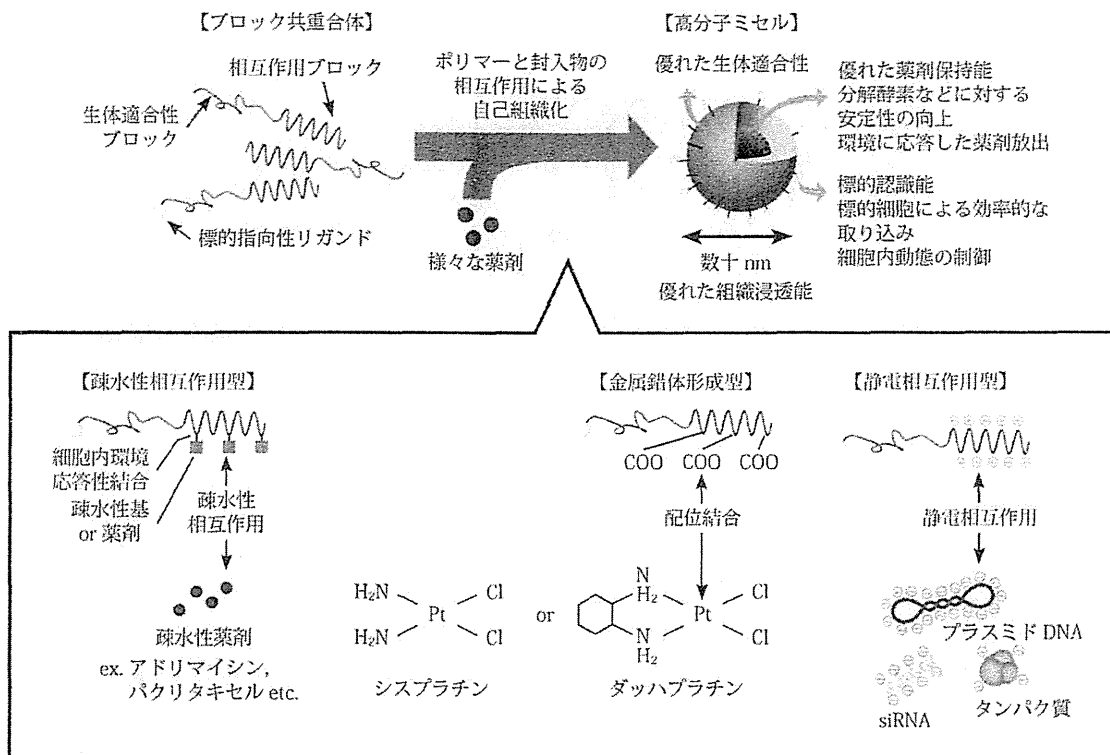 【ブロック共重合体】
相互作用ブロック
生体適合性
ブロック
標的指向性リガンド
ポリマーと封入物の
相互作用による
自己組織化
様々な薬剤
【高分子ミセル】
優れた生体適合性
優れた薬剤保持能
分解酵素などに対する
安定性の向上
環境に応答した薬剤放出
標的認識能
標的細胞による効率的な
取り込み
細胞内動態の制御
数十 nm
優れた組織浸透能
【疎水性相互作用型】
細胞内環境
応答性結合
疎水性基
or 薬剤
疎水性
相互作用
疎水性薬剤
ex. アドリマイシン,
パクリタキセル etc.
H₂N
H₂N
Pt
Cl
Cl
シスプラチン
or
【金属錯体形成型】
COO COO COO
配位結合
N
H₂
N
H₂
Pt
Cl
Cl
ダッハプラチン
【静電相互作用型】
静電相互作用
プラスミド DNA
siRNA
タンパク質